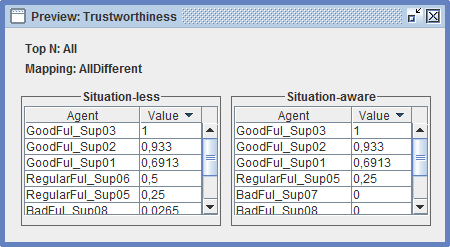 Preview: Trustworthiness
Top N: All
Mapping: AllDifferent
Situation-less
Agent Value
GoodFul_Sup03 1
GoodFul_Sup02 0,933
GoodFul_Sup01 0,6913
RegularFul_Sup06 0,5
RegularFul_Sup05 0,25
BadFul_Sup08 0,0265
Situation-aware
Agent Value
GoodFul_Sup03 1
GoodFul_Sup02 0,933
GoodFul_Sup01 0,6913
RegularFul_Sup05 0,25
BadFul_Sup07 0
BadFul_Sup08 0